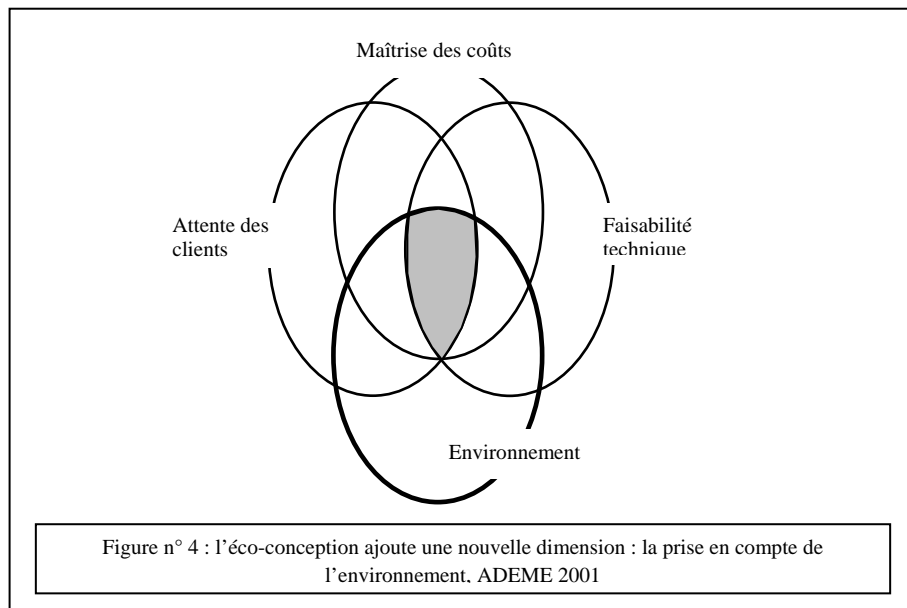 Maîtrise des coûts
Attente des
clients
Faisabilité
technique
Environnement
Figure n° 4 : l'éco-conception ajoute une nouvelle dimension : la prise en compte de
l'environnement, ADEME 2001